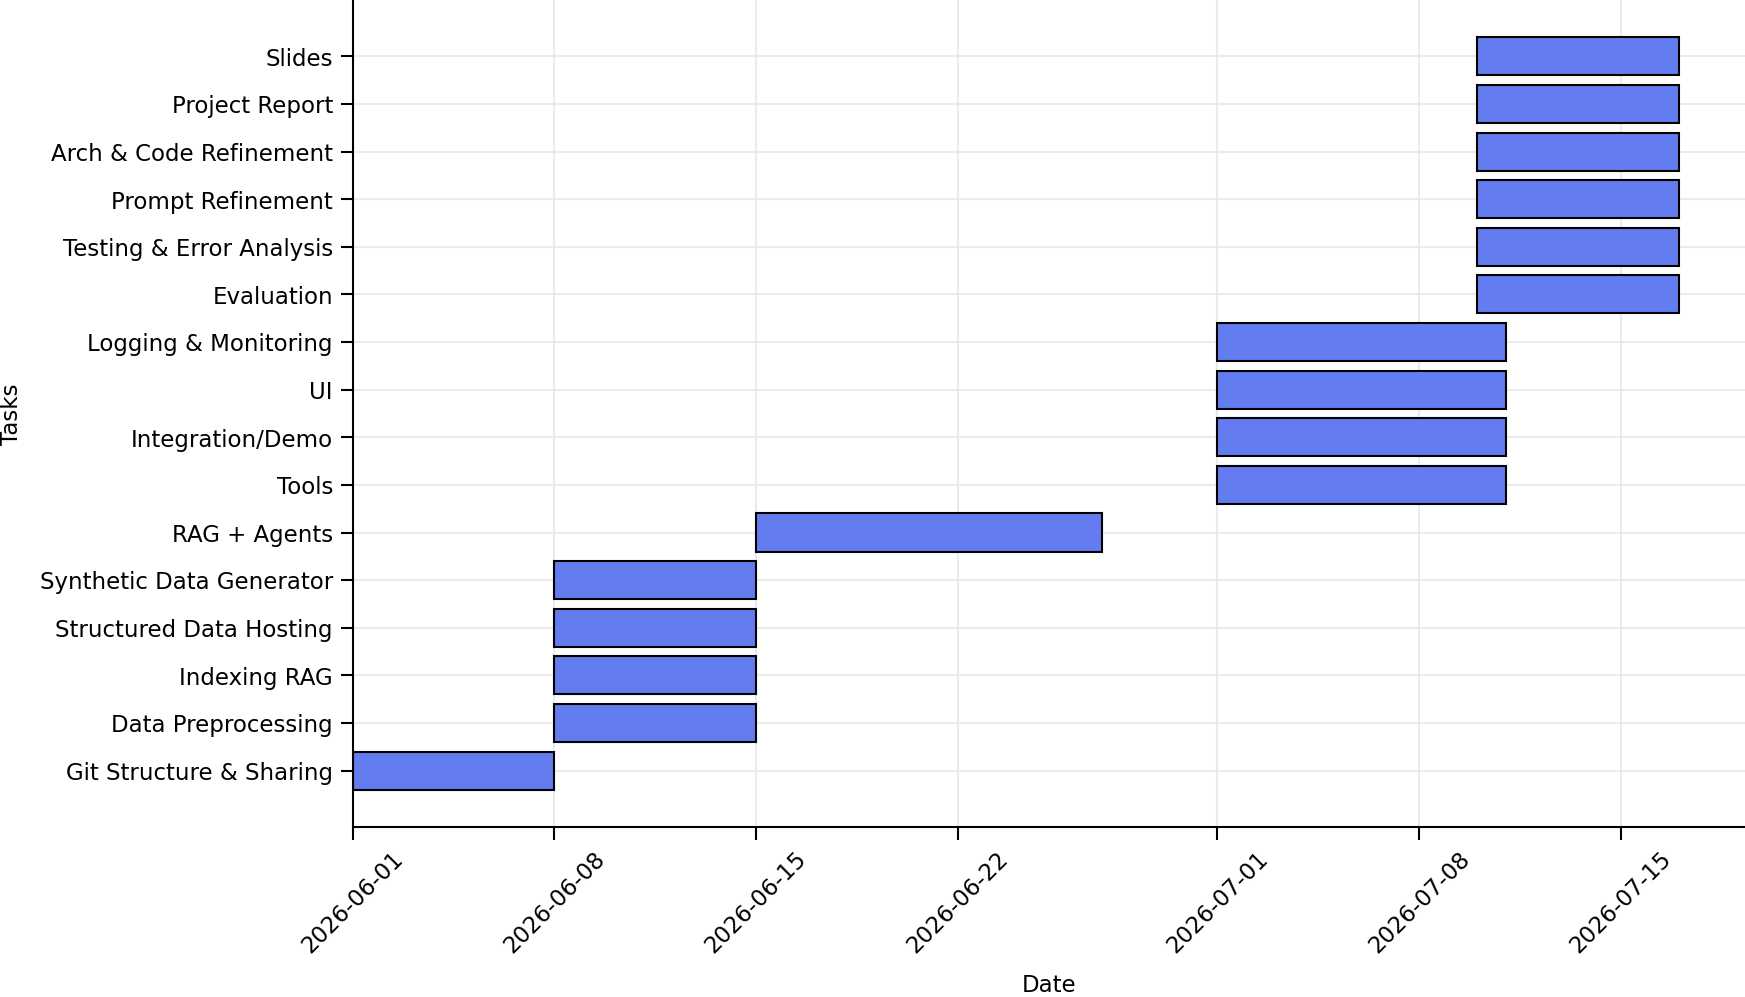 Slides
Project Report
Arch & Code Refinement
Prompt Refinement
Testing & Error Analysis
Evaluation
Logging & Monitoring
UI
Integration/Demo
Tools
RAG + Agents
Synthetic Data Generator
Structured Data Hosting
Indexing RAG
Data Preprocessing
Git Structure & Sharing
Tasks
2026-06-01
2026-06-08
2026-06-15
2026-06-22
2026-07-01
2026-07-08
2026-07-15
Date